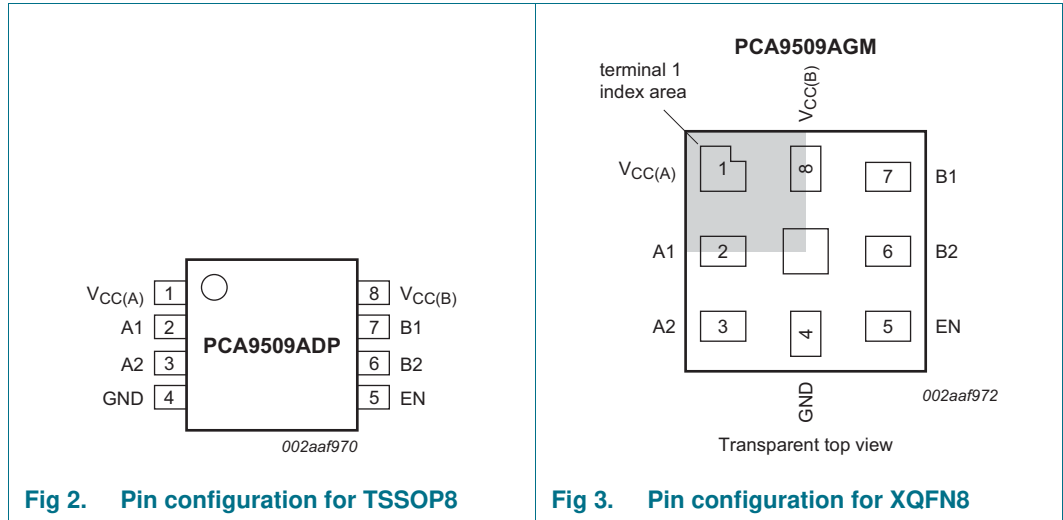 VCC(A) 1
A1 2
A2 3
GND 4
PCA9509ADP
8 VCC(B)
7 B1
6 B2
5 EN
002aaf970
Fig 2. Pin configuration for TSSOP8
PCA9509AGM
terminal 1
index area
VCC(B)
VCC(A) 1 8 7 B1
A1 2 6 B2
A2 3 4 5 EN
GND
002aaf972
Transparent top view
Fig 3. Pin configuration for XQFN8